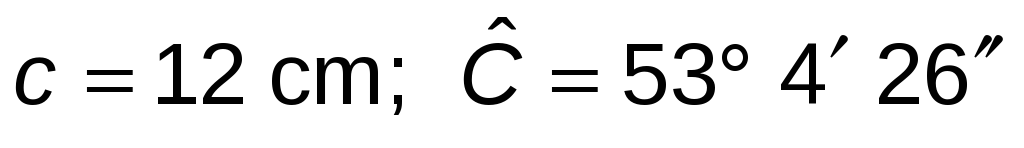 c = 12 cm; Ĉ = 53° 4′ 26″